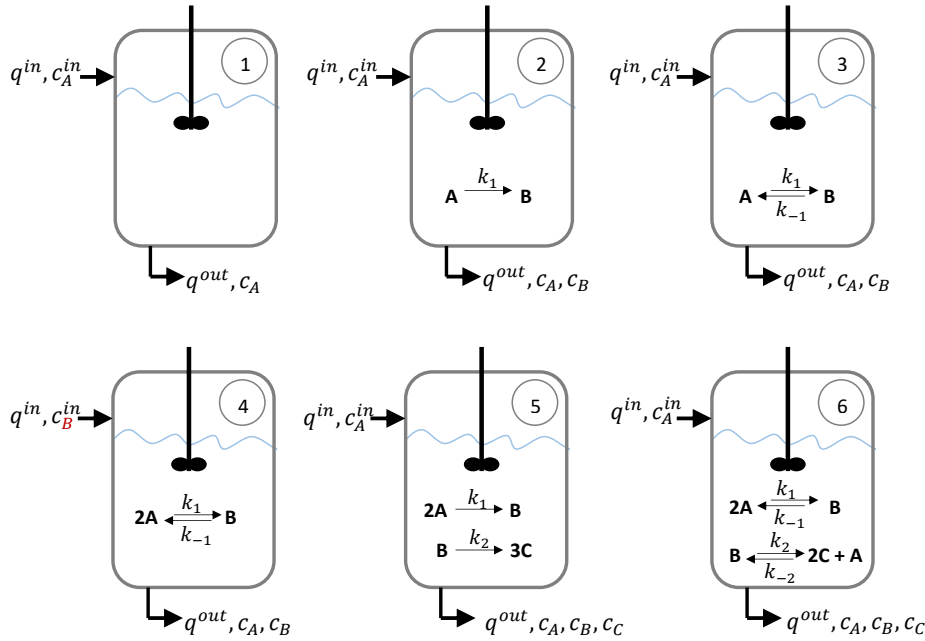 1
q^in, c_A^in
q^out, c_A
2
q^in, c_A^in
A k_1 B
q^out, c_A, c_B
3
q^in, c_A^in
A k_1 k_−1 B
q^out, c_A, c_B
4
q^in, c_B^in
2A k_1 k_−1 B
q^out, c_A, c_B
5
q^in, c_A^in
2A k_1 B
B k_2 3C
q^out, c_A, c_B, c_C
6
q^in, c_A^in
2A k_1 k_−1 B
B k_2 k_−2 2C + A
q^out, c_A, c_B, c_C